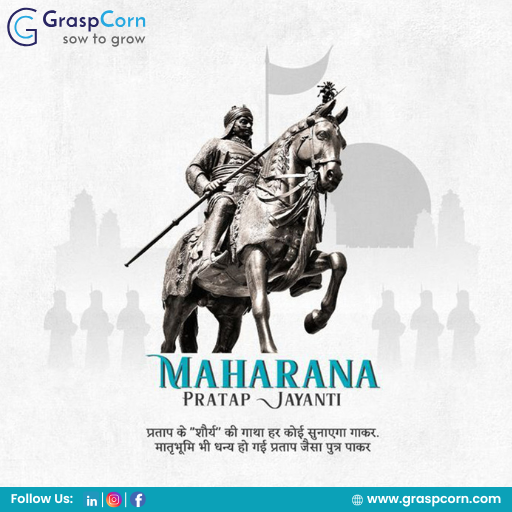 GraspCorn
sow to grow
MAHARANA
PRATAP JAYANTI
प्रताप के “शौर्य” की गाथा हर कोई सुनाएगा गाकर.
मातृभूमि भी धन्य हो गई प्रताप जैसा पुत्र पाकर
Follow Us: in f www.graspcorn.com